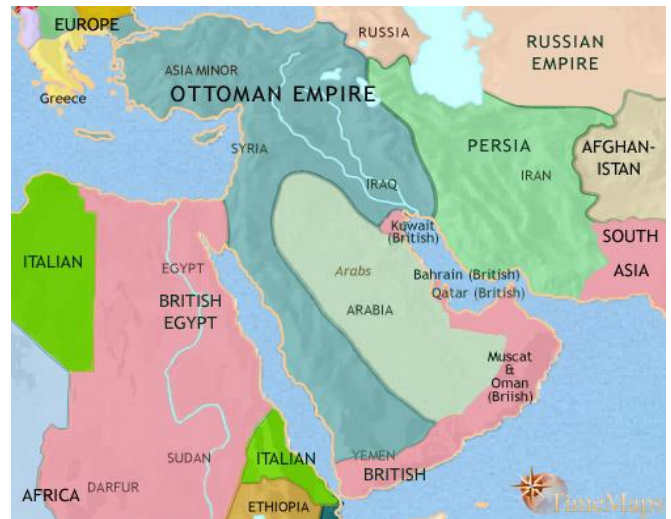 EUROPE
RUSSIA
RUSSIAN
EMPIRE
ASIA MINOR
Greece
OTTOMAN EMPIRE
SYRIA
PERSIA
IRAN
AFGHAN-
ISTAN
IRAQ
Kuwait
(British)
ITALIAN
SOUTH
ASIA
EGYPT
Arabs
Bahrain (British)
Qatar (British)
BRITISH
EGYPT
ARABIA
Muscat
&
Oman
(Briish)
YEMEN
SUDAN
ITALIAN
BRITISH
AFRICA
DARFUR
ETHIOPIA
TimeMaps